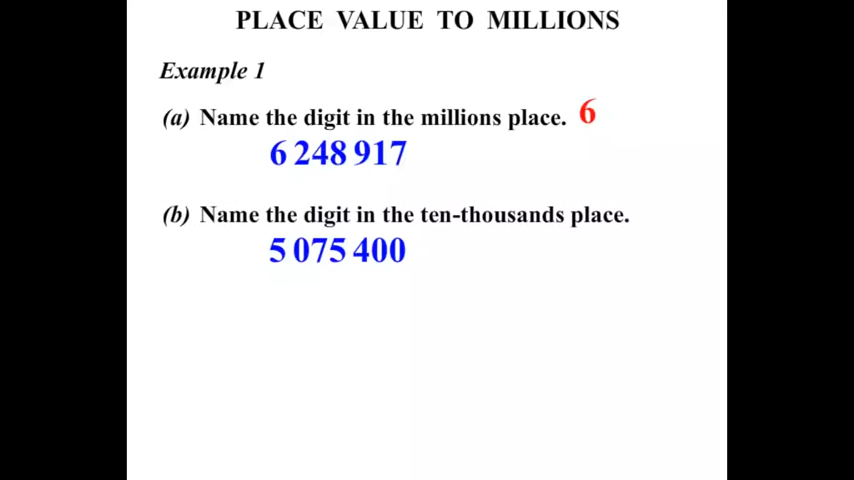 PLACE VALUE TO MILLIONS
Example 1
(a) Name the digit in the millions place. 6
6 248 917
(b) Name the digit in the ten-thousands place.
5 075 400